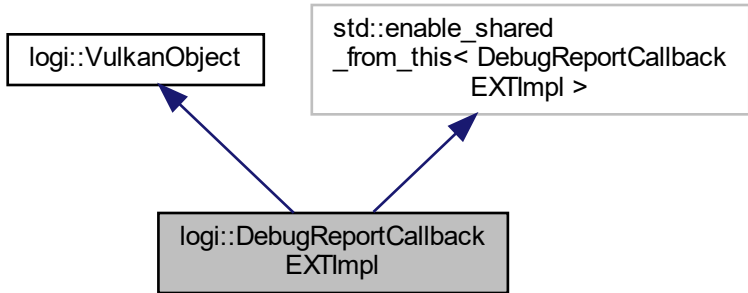 logi::VulkanObject
std::enable_shared
_from_this< DebugReportCallback
EXTImpl >
logi::DebugReportCallback
EXTImpl